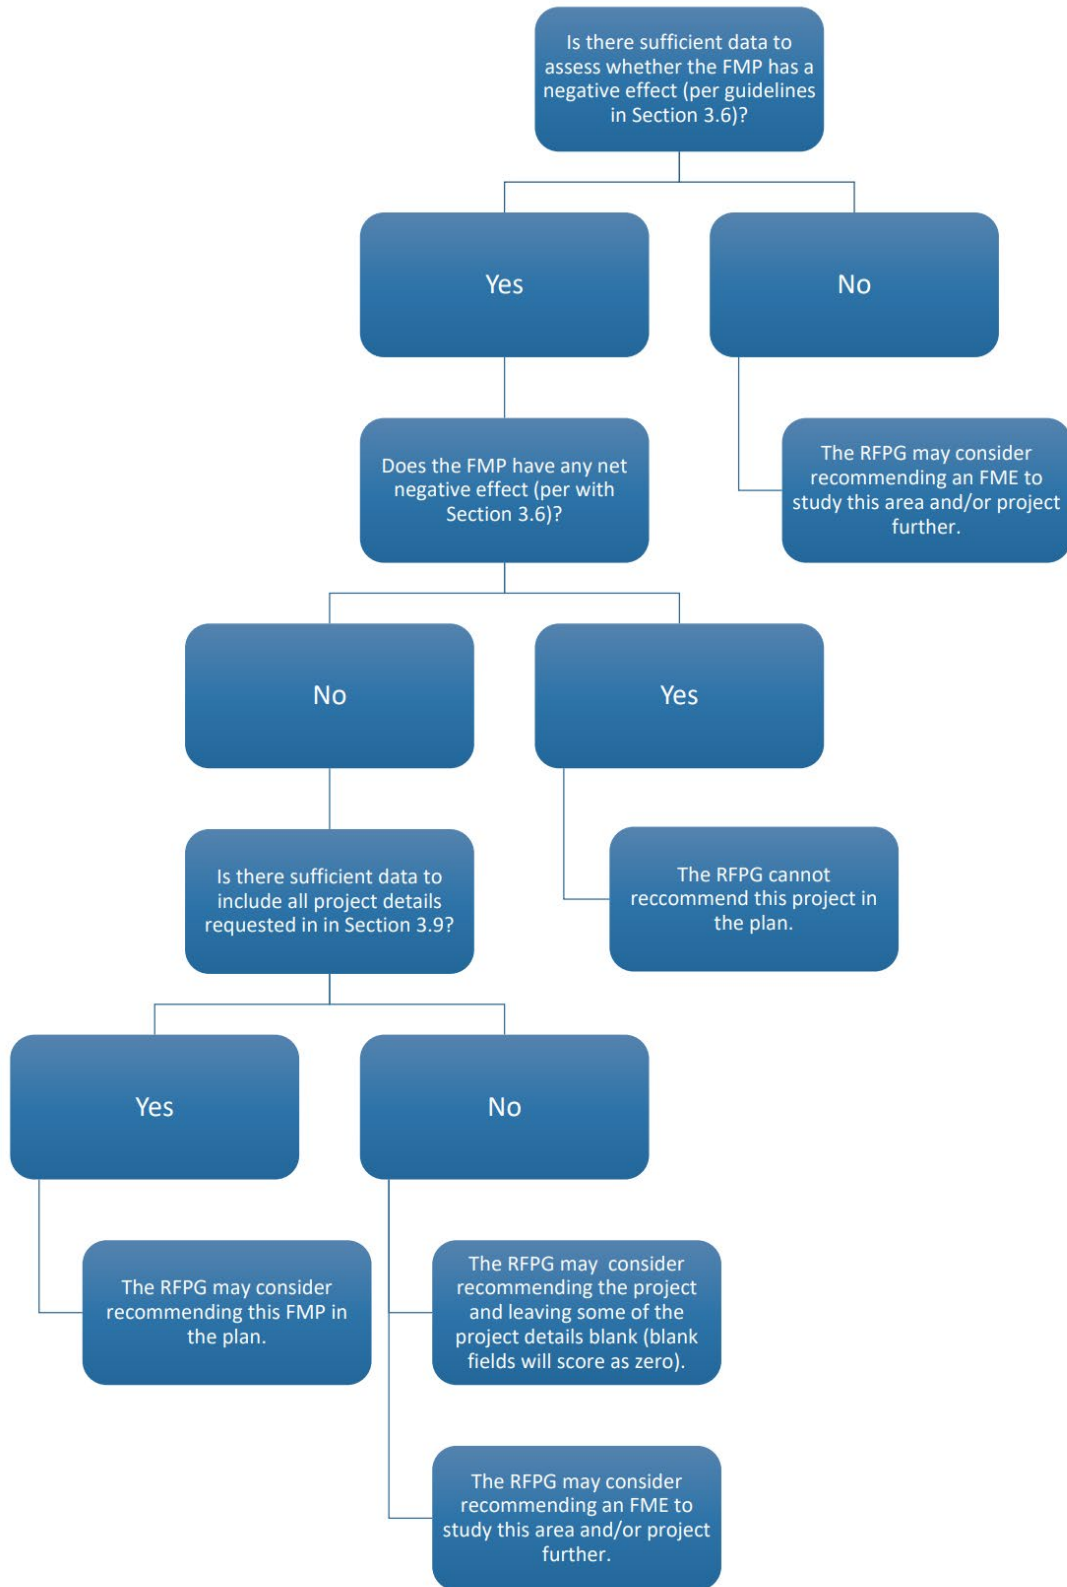 Is there sufficient data to
assess whether the FMP has a
negative effect (per guidelines
in Section 3.6)?
Yes
No
Does the FMP have any net
negative effect (per with
Section 3.6)?
The RFPG may consider
recommending an FME to
study this area and/or project
further.
No
Yes
Is there sufficient data to
include all project details
requested in in Section 3.9?
The RFPG cannot
reccommend this project in
the plan.
Yes
No
The RFPG may consider
recommending this FMP in
the plan.
The RFPG may  consider
recommending the project
and leaving some of the
project details blank (blank
fields will score as zero).
The RFPG may consider
recommending an FME to
study this area and/or project
further.